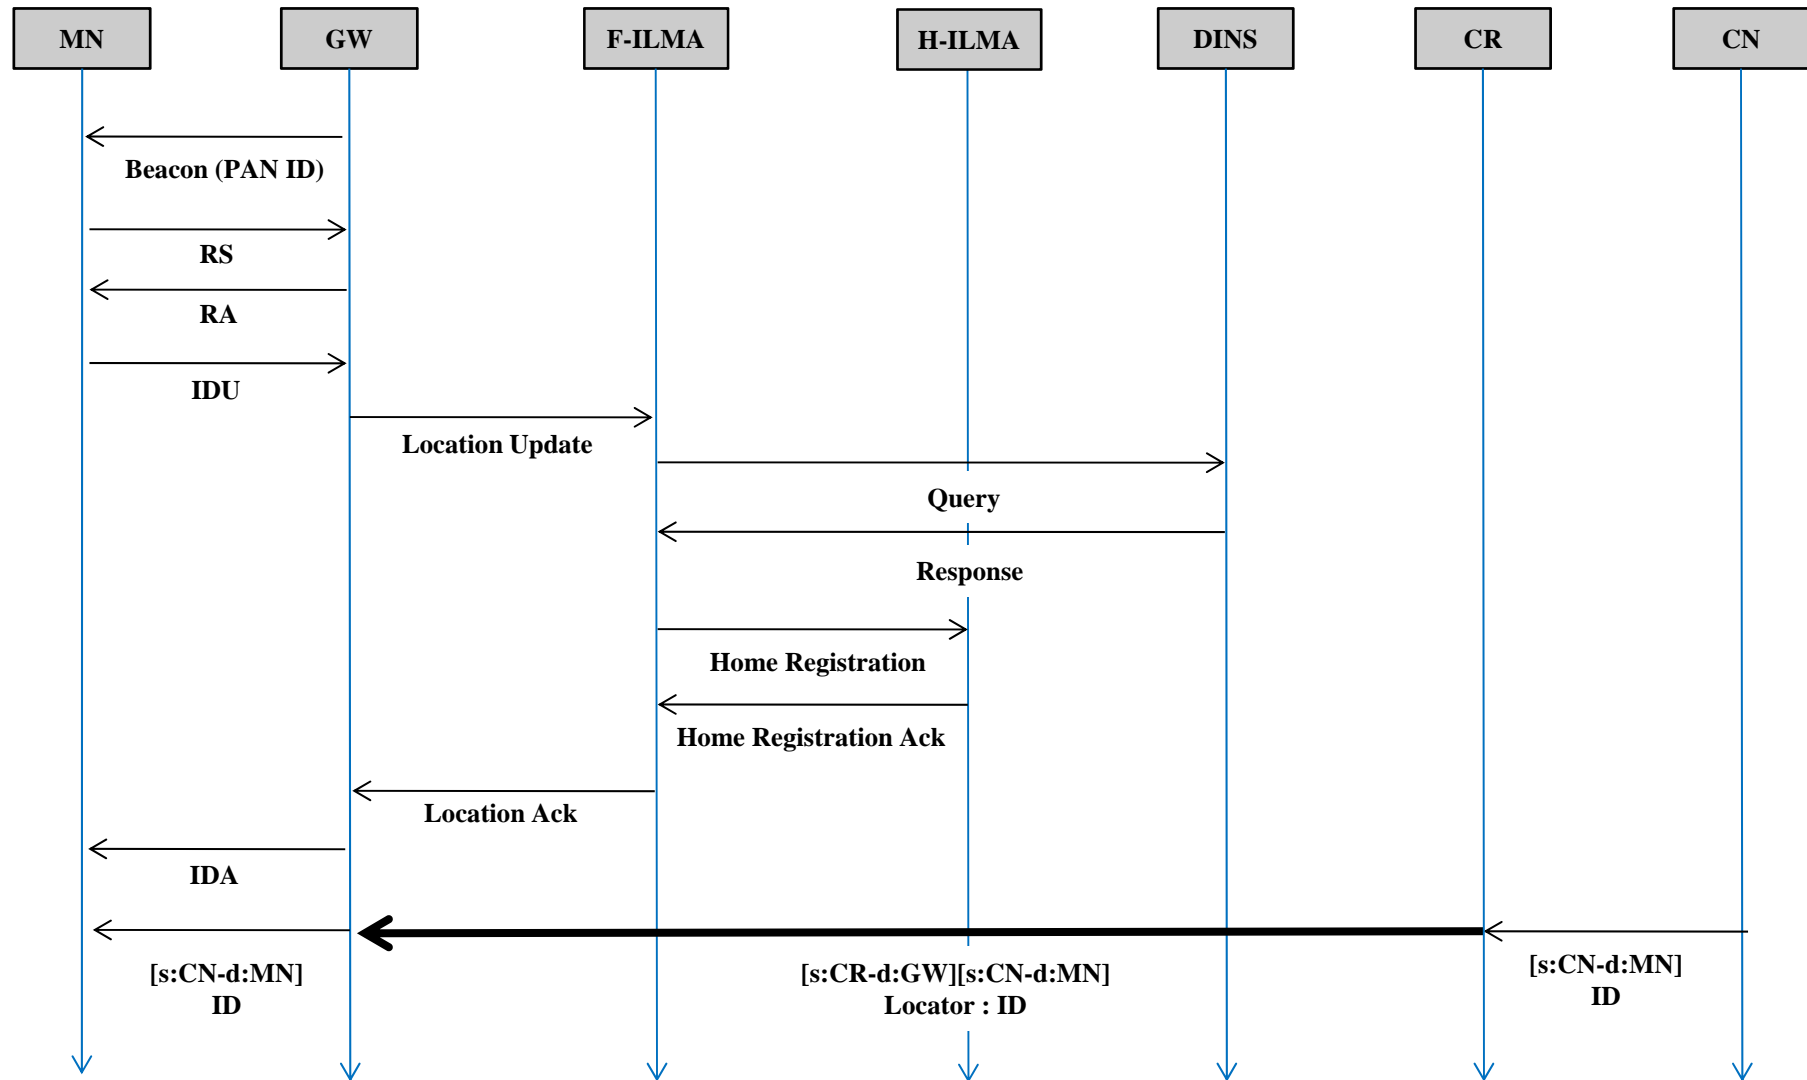 MN
GW
F-ILMA
H-ILMA
DINS
CR
CN
Beacon (PAN ID)
RS
RA
IDU
Location Update
Query
Response
Home Registration
Home Registration Ack
Location Ack
IDA
[s:CN-d:MN]
ID
[s:CR-d:GW][s:CN-d:MN]
Locator : ID
[s:CN-d:MN]
ID